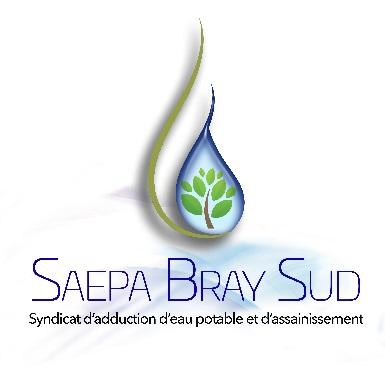 SAEPA BRAY SUD
Syndicat d'adduction d'eau potable et d'assainissement